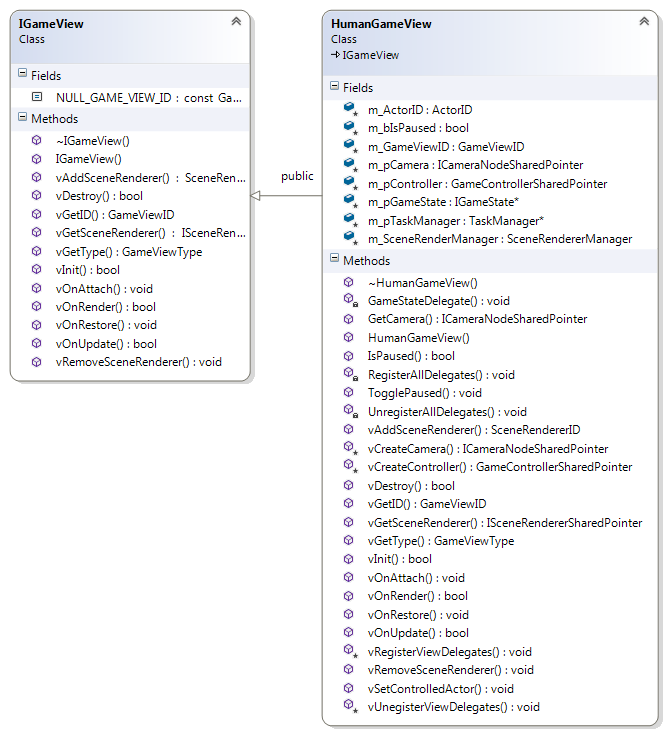 IGameView
Class
Fields
NULL_GAME_VIEW_ID : const Ga...
Methods
~IGameView()
IGameView()
vAddSceneRenderer() : SceneRen...
vDestroy() : bool
vGetID() : GameViewID
vGetSceneRenderer() : ISceneRen...
vGetType() : GameViewType
vInit() : bool
vOnAttach() : void
vOnRender() : bool
vOnRestore() : void
vOnUpdate() : bool
vRemoveSceneRenderer() : void
public
HumanGameView
Class
IGameView
Fields
m_ActorID : ActorID
m_bIsPaused : bool
m_GameViewID : GameViewID
m_pCamera : ICameraNodeSharedPointer
m_pController : GameControllerSharedPointer
m_pGameState : IGameState*
m_pTaskManager : TaskManager*
m_SceneRenderManager : SceneRendererManager
Methods
~HumanGameView()
GameStateDelegate() : void
GetCamera() : ICameraNodeSharedPointer
HumanGameView()
IsPaused() : bool
RegisterAllDelegates() : void
TogglePaused() : void
UnregisterAllDelegates() : void
vAddSceneRenderer() : SceneRendererID
vCreateCamera() : ICameraNodeSharedPointer
vCreateController() : GameControllerSharedPointer
vDestroy() : bool
vGetID() : GameViewID
vGetSceneRenderer() : ISceneRendererSharedPointer
vGetType() : GameViewType
vInit() : bool
vOnAttach() : void
vOnRender() : bool
vOnRestore() : void
vOnUpdate() : bool
vRegisterViewDelegates() : void
vRemoveSceneRenderer() : void
vSetControlledActor() : void
vUnegisterViewDelegates() : void